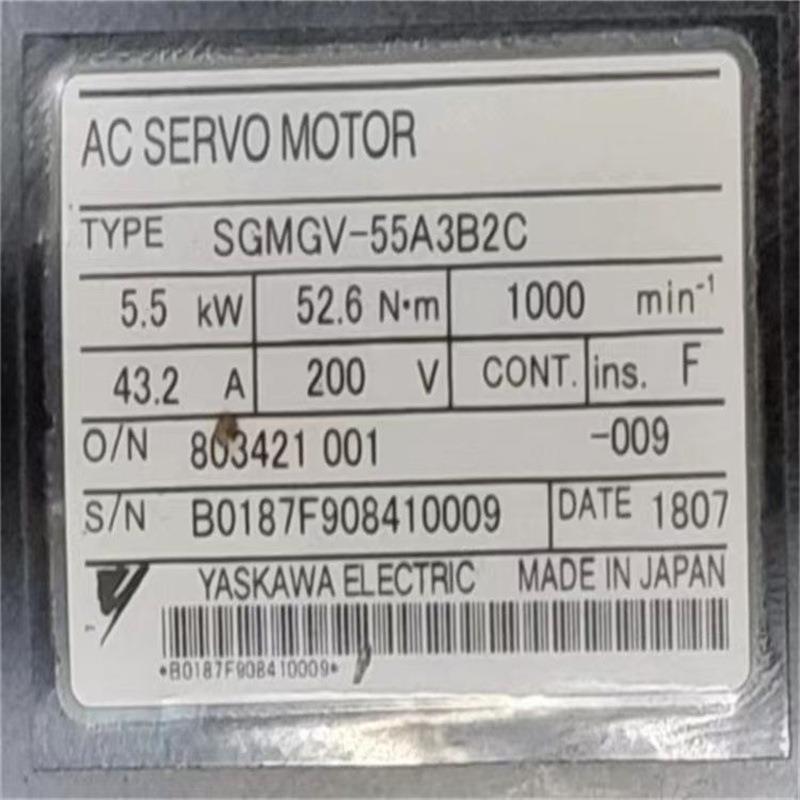 AC SERVO MOTOR
TYPE SGMGV-55A3B2C
5.5 kW 52.6 N·m 1000 min⁻¹
43.2 A 200 V CONT. ins. F
O/N 803421 001 -009
S/N B0187F908410009 DATE 1807
YASKAWA ELECTRIC MADE IN JAPAN
*B0187F908410009*